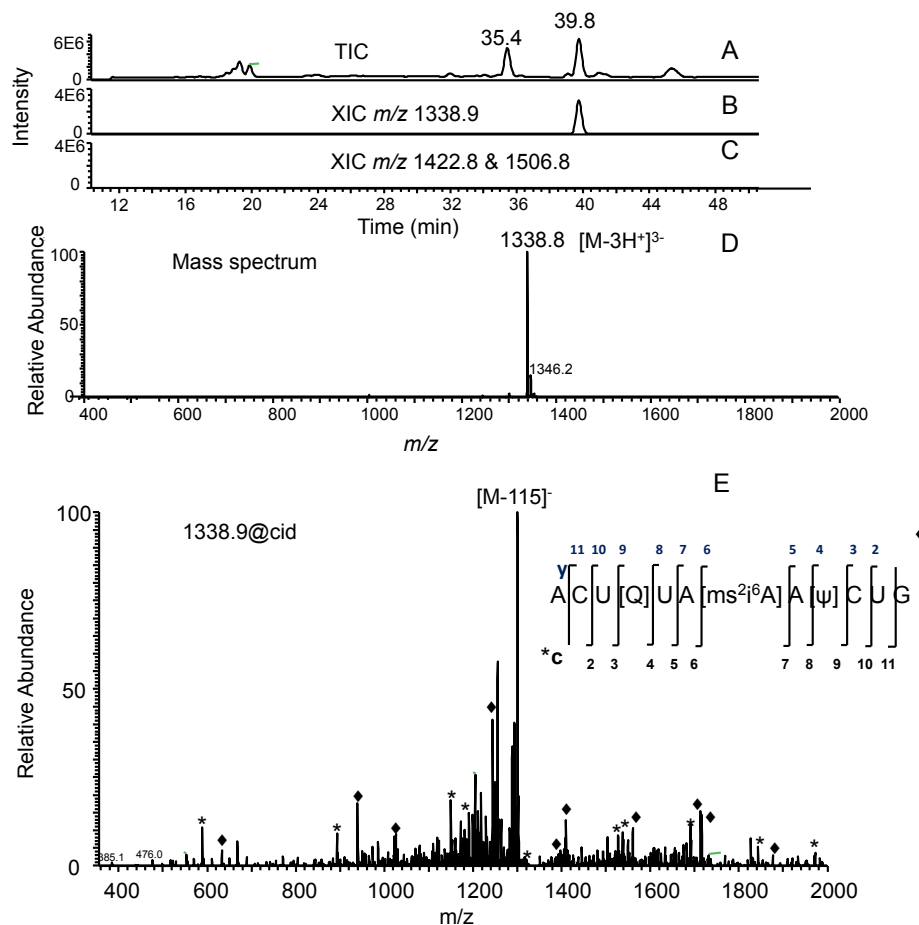 39.8
35.4
6E6
TIC
A
0
4E6
XIC m/z 1338.9
B
0
4E6
XIC m/z 1422.8 & 1506.8
C
0
Intensity
12 16 20 24 28 32 36 40 44 48
Time (min)
1338.8 [M-3H⁺]³⁻
D
100
Mass spectrum
50
1346.2
0
Relative Abundance
400 600 800 1000 1200 1400 1600 1800 2000
m/z
E
[M-115]⁻
100
1338.9@cid
11 10 9 8 7 6 5 4 3 2
y
A C U [Q] U A [ms²i⁶A] A [ψ] C U G
*c
2 3 4 5 6 7 8 9 10 11
50
Relative Abundance
385.1 476.0
0
400 600 800 1000 1200 1400 1600 1800 2000
m/z